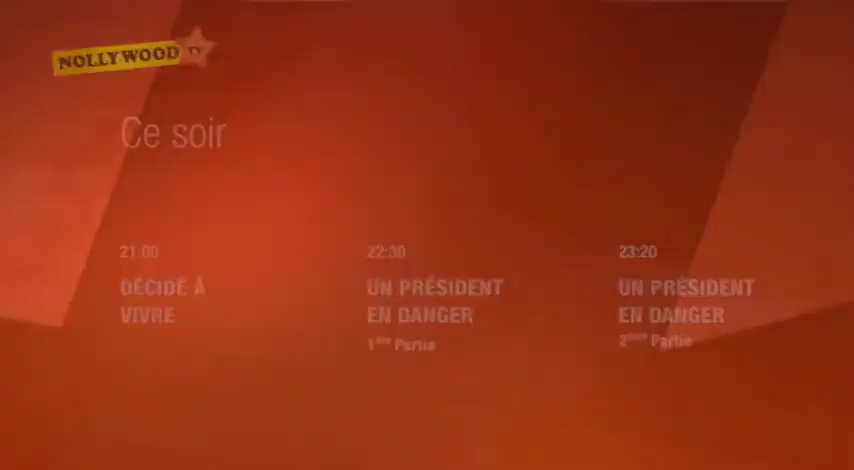 NOLLYWOOD TV
Ce soir
21:00
DÉCIDÉ À
VIVRE
22:30
UN PRÉSIDENT
EN DANGER
1ère Partie
23:20
UN PRÉSIDENT
EN DANGER
2ème Partie